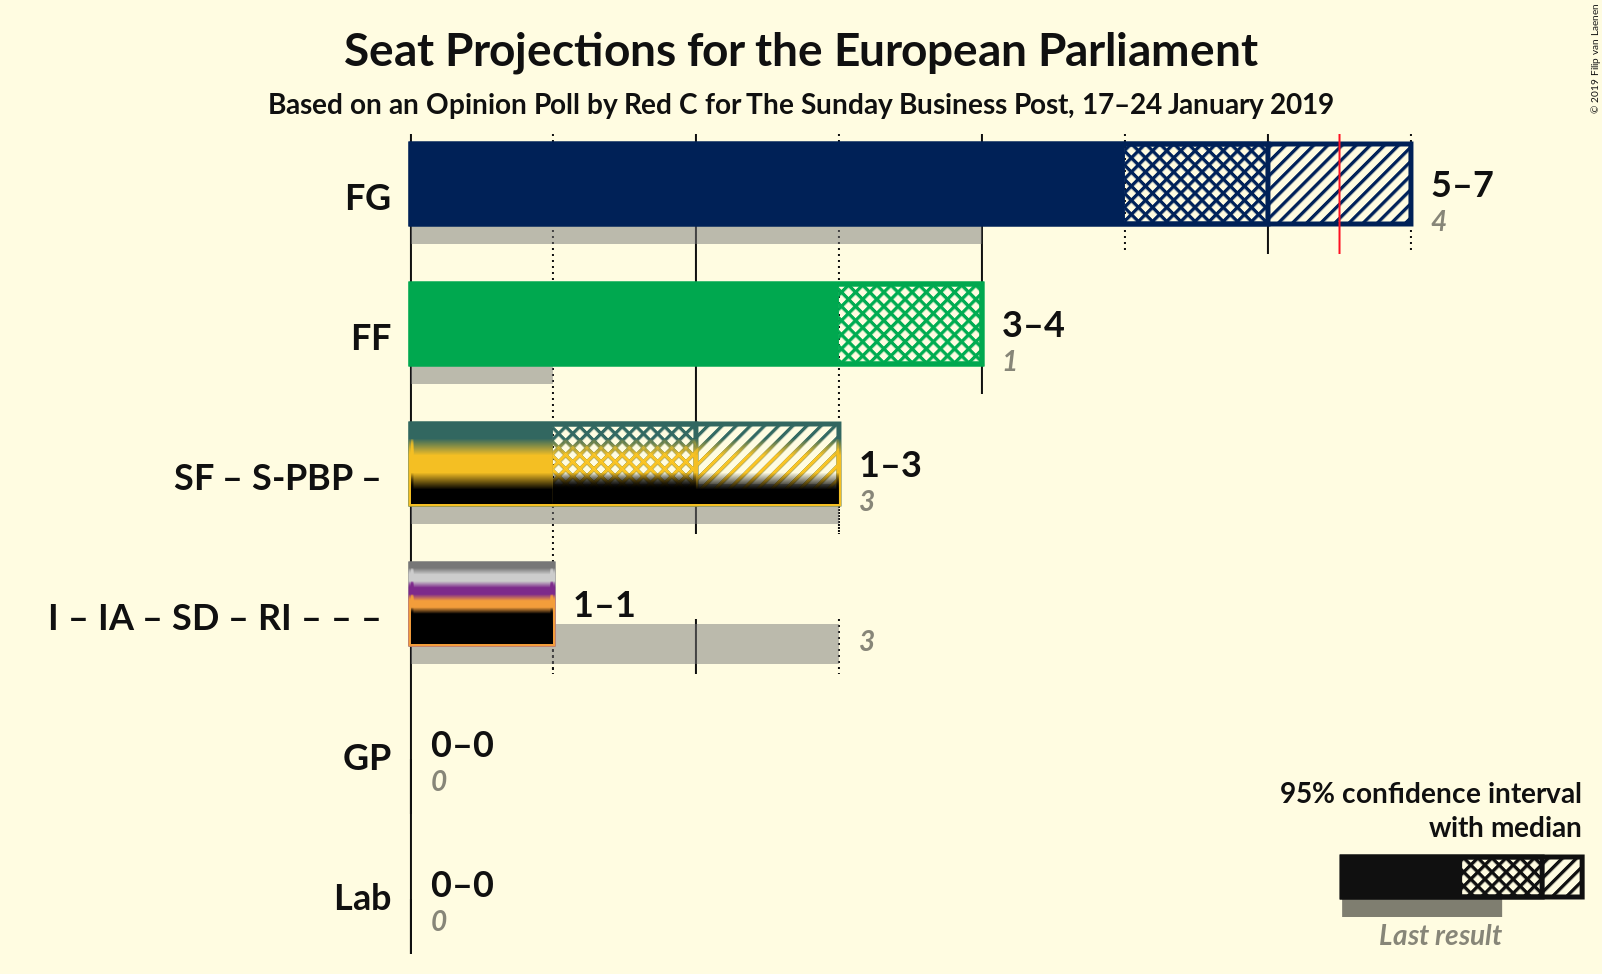 Seat Projections for the European Parliament
Based on an Opinion Poll by Red C for The Sunday Business Post, 17–24 January 2019
© 2019 Filip van Laenen
FG
5–7
4
FF
3–4
1
SF – S-PBP –
1–3
3
I – IA – SD – RI – – –
1–1
3
GP
0–0
0
Lab
0–0
0
95% confidence interval
with median
Last result